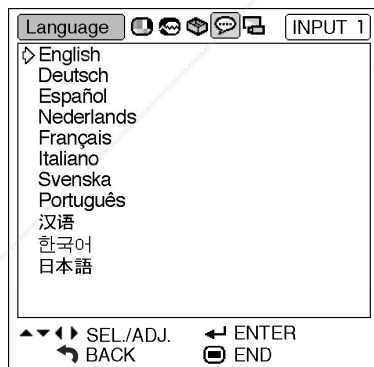 Language INPUT 1
English
Deutsch
Español
Nederlands
Français
Italiano
Svenska
Português
汉语
한국어
日本語
SEL./ADJ. ENTER
BACK END